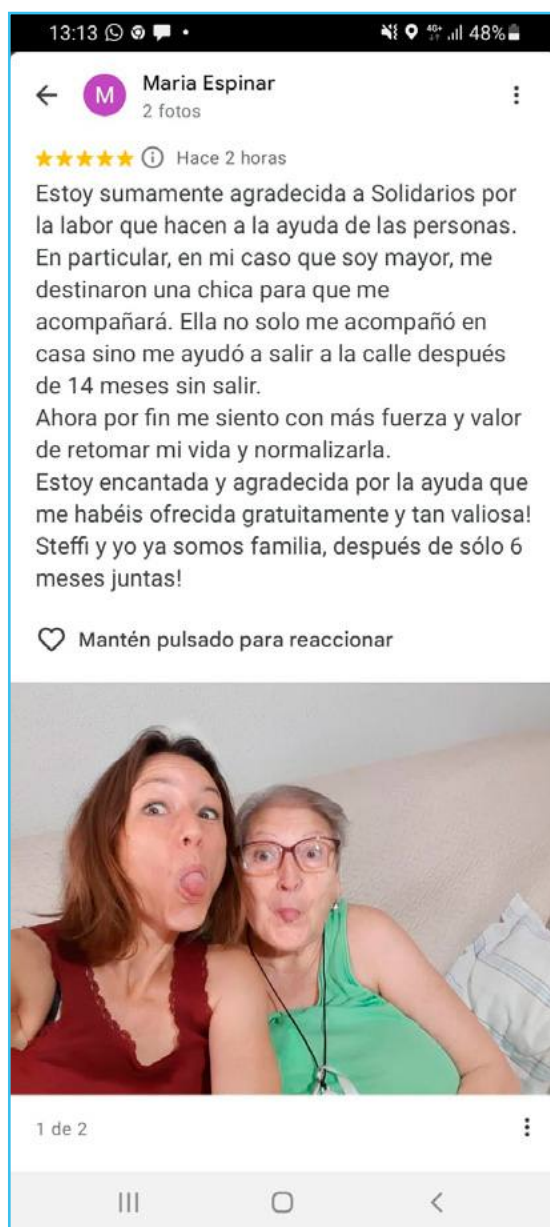 13:13
4G+ 48%
M
Maria Espinar
2 fotos
Hace 2 horas
Estoy sumamente agradecida a Solidarios por
la labor que hacen a la ayuda de las personas.
En particular, en mi caso que soy mayor, me
destinaron una chica para que me
acompañará. Ella no solo me acompañó en
casa sino me ayudó a salir a la calle después
de 14 meses sin salir.
Ahora por fin me siento con más fuerza y valor
de retomar mi vida y normalizarla.
Estoy encantada y agradecida por la ayuda que
me habéis ofrecida gratuitamente y tan valiosa!
Steffi y yo ya somos familia, después de sólo 6
meses juntas!
Mantén pulsado para reaccionar
1 de 2